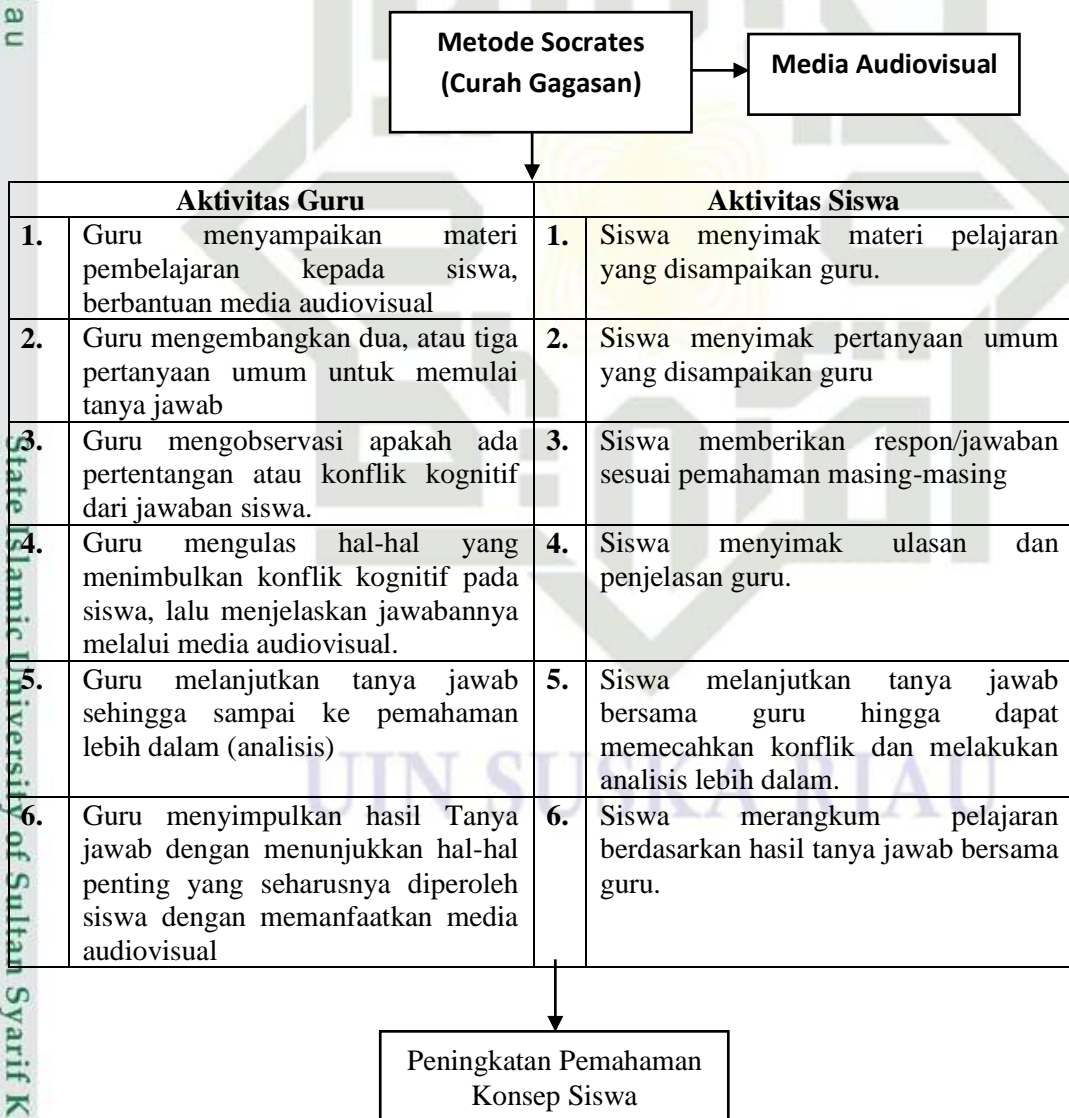 Metode Socrates
(Curah Gagasan)
Media Audiovisual
Aktivitas Guru
Aktivitas Siswa
1. Guru menyampaikan materi
pembelajaran kepada siswa,
berbantuan media audiovisual
1. Siswa menyimak materi pelajaran
yang disampaikan guru.
2. Guru mengembangkan dua, atau tiga
pertanyaan umum untuk memulai
tanya jawab
2. Siswa menyimak pertanyaan umum
yang disampaikan guru
3. Guru mengobservasi apakah ada
pertentangan atau konflik kognitif
dari jawaban siswa.
3. Siswa memberikan respon/jawaban
sesuai pemahaman masing-masing
4. Guru mengulas hal-hal yang
menimbulkan konflik kognitif pada
siswa, lalu menjelaskan jawabannya
melalui media audiovisual.
4. Siswa menyimak ulasan dan
penjelasan guru.
5. Guru melanjutkan tanya jawab
sehingga sampai ke pemahaman
lebih dalam (analisis)
5. Siswa melanjutkan tanya jawab
bersama guru hingga dapat
memecahkan konflik dan melakukan
analisis lebih dalam.
6. Guru menyimpulkan hasil Tanya
jawab dengan menunjukkan hal-hal
penting yang seharusnya diperoleh
siswa dengan memanfaatkan media
audiovisual
6. Siswa merangkum pelajaran
berdasarkan hasil tanya jawab bersama
guru.
Peningkatan Pemahaman
Konsep Siswa
UIN SUSKA RIAU
au
State Islamic University of Sultan Syarif K